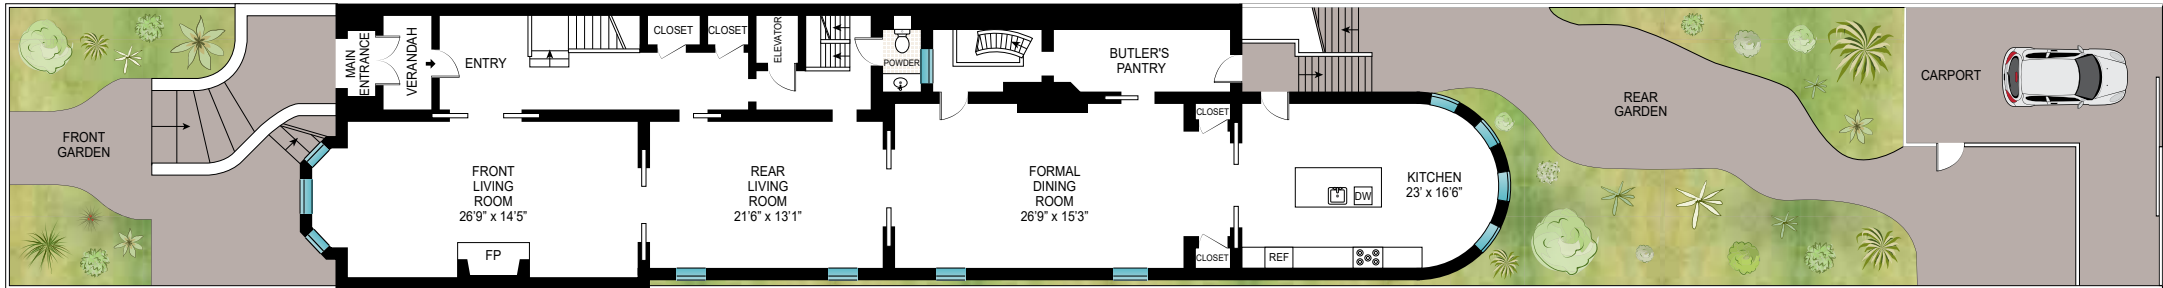 FRONT
GARDEN
MAIN
ENTRANCE
VERANDAH
ENTRY
CLOSET
CLOSET
ELEVATOR
POWDER
BUTLER'S
PANTRY
FRONT
LIVING
ROOM
26'9" x 14'5"
FP
REAR
LIVING
ROOM
21'6" x 13'1"
FORMAL
DINING
ROOM
26'9" x 15'3"
CLOSET
CLOSET
KITCHEN
23' x 16'6"
DW
REF
REAR
GARDEN
CARPORT